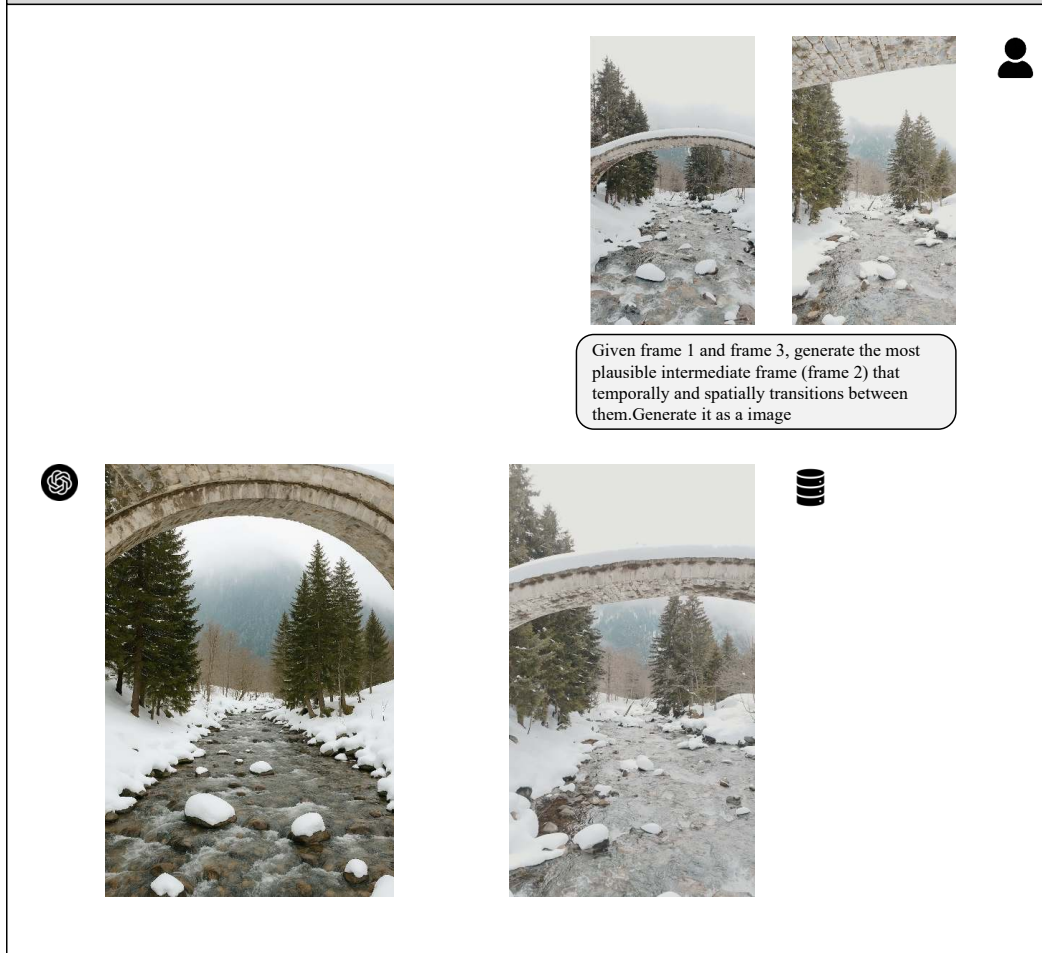 Given frame 1 and frame 3, generate the most
plausible intermediate frame (frame 2) that
temporally and spatially transitions between
them.Generate it as a image